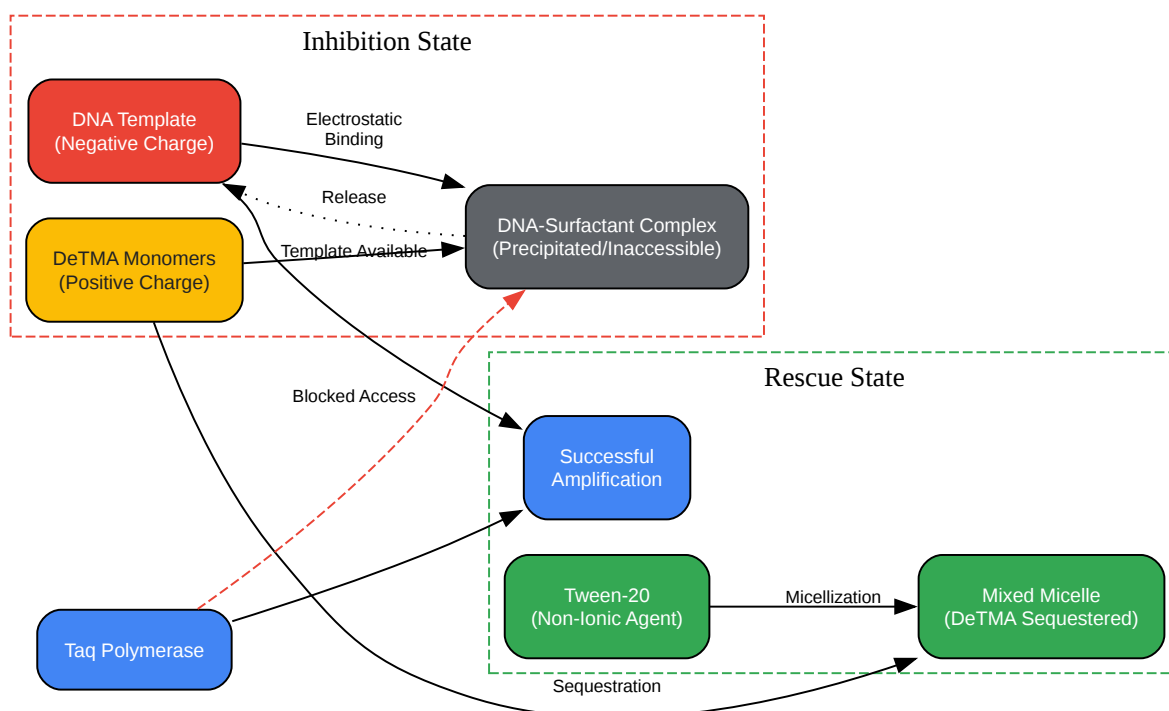 Inhibition State
DNA Template
(Negative Charge)
Electrostatic
Binding
Release
DNA-Surfactant Complex
(Precipitated/Inaccessible)
DeTMA Monomers
(Positive Charge)
Template Available
Rescue State
Blocked Access
Successful
Amplification
Tween-20
(Non-Ionic Agent)
Micellization
Mixed Micelle
(DeTMA Sequestered)
Taq Polymerase
Sequestration